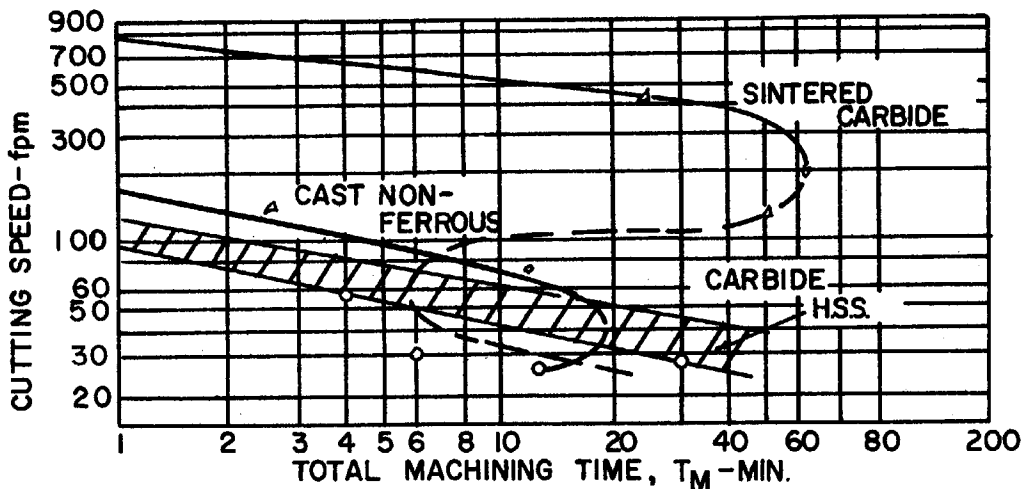 900
700
500
300
100
60
50
30
20
CUTTING SPEED-fpm
SINTERED
CARBIDE
CAST NON-
FERROUS
CARBIDE
H.S.S.
1 2 3 4 5 6 8 10 20 40 60 80 200
TOTAL MACHINING TIME, TM-MIN.